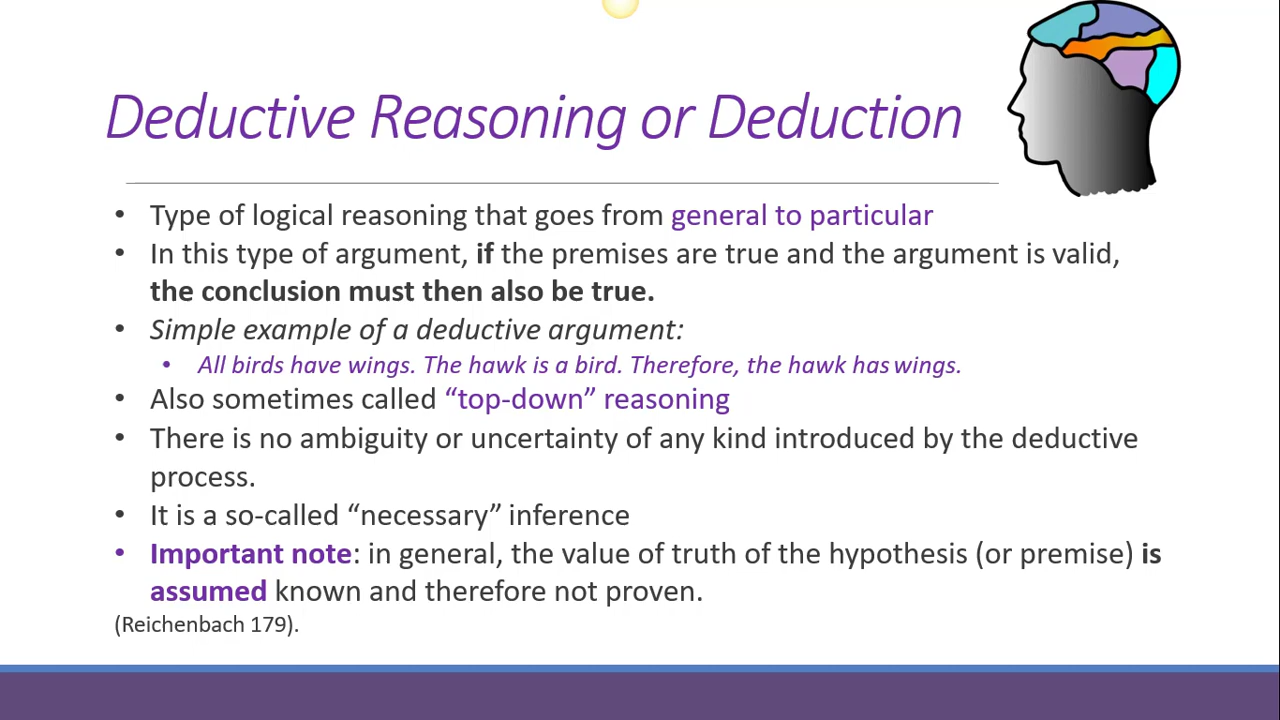 Deductive Reasoning or Deduction
• Type of logical reasoning that goes from general to particular
• In this type of argument, if the premises are true and the argument is valid,
the conclusion must then also be true.
• Simple example of a deductive argument:
• All birds have wings. The hawk is a bird. Therefore, the hawk has wings.
• Also sometimes called “top-down” reasoning
• There is no ambiguity or uncertainty of any kind introduced by the deductive
process.
• It is a so-called “necessary” inference
• Important note: in general, the value of truth of the hypothesis (or premise) is
assumed known and therefore not proven.
(Reichenbach 179).